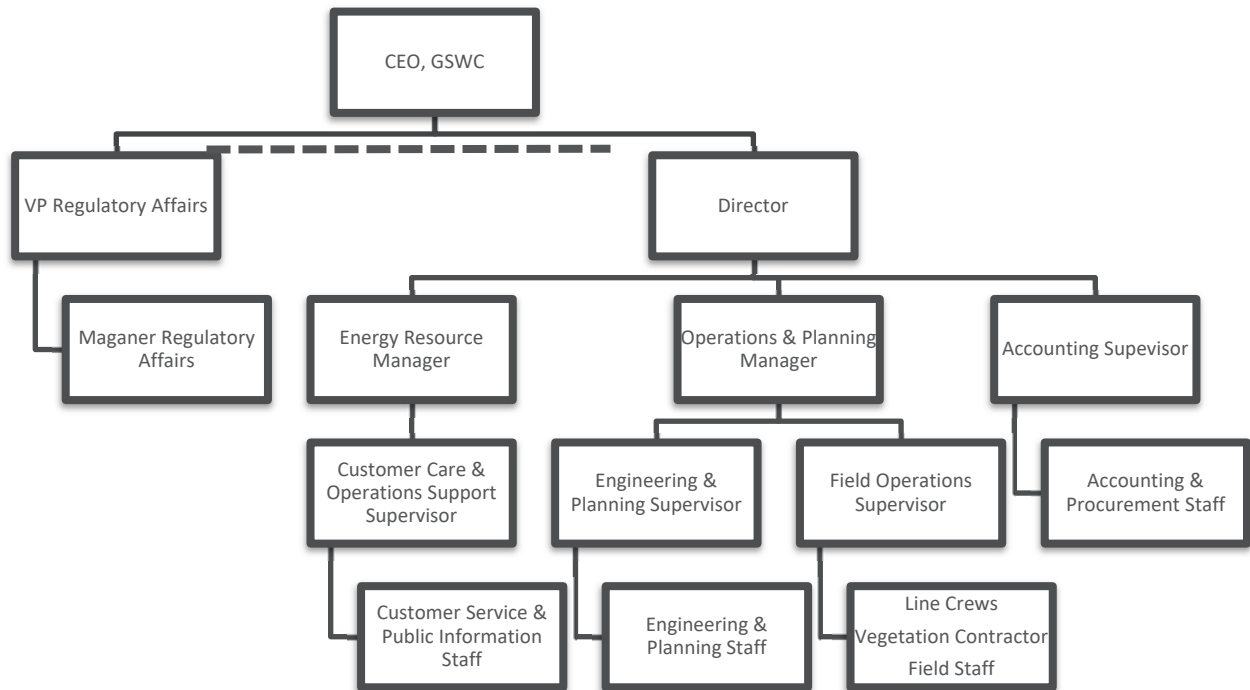 CEO, GSWC
VP Regulatory Affairs
Director
Maganer Regulatory
Affairs
Energy Resource
Manager
Operations & Planning
Manager
Accounting Supevisor
Customer Care &
Operations Support
Supervisor
Engineering &
Planning Supervisor
Field Operations
Supervisor
Accounting &
Procurement Staff
Customer Service &
Public Information
Staff
Engineering &
Planning Staff
Line Crews
Vegetation Contractor
Field Staff